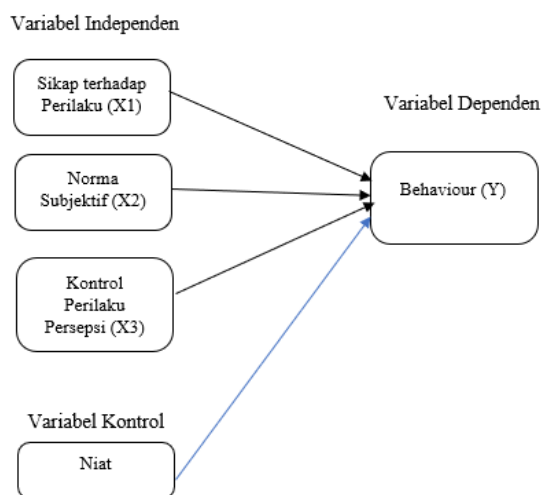 Variabel Independen
Sikap terhadap
Perilaku (X1)
Norma
Subjektif (X2)
Kontrol
Perilaku
Persepsi (X3)
Variabel Kontrol
Niat
Variabel Dependen
Behaviour (Y)